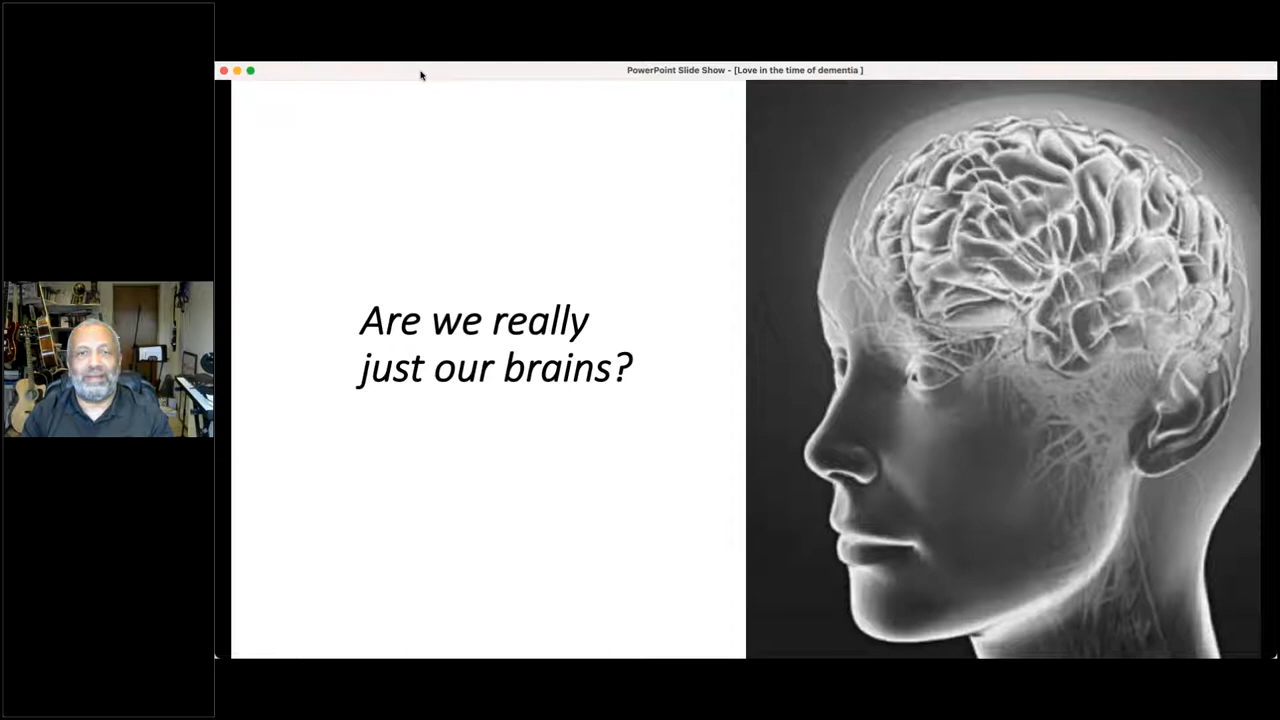 PowerPoint Slide Show - [Love in the time of dementia ]
Are we really
just our brains?